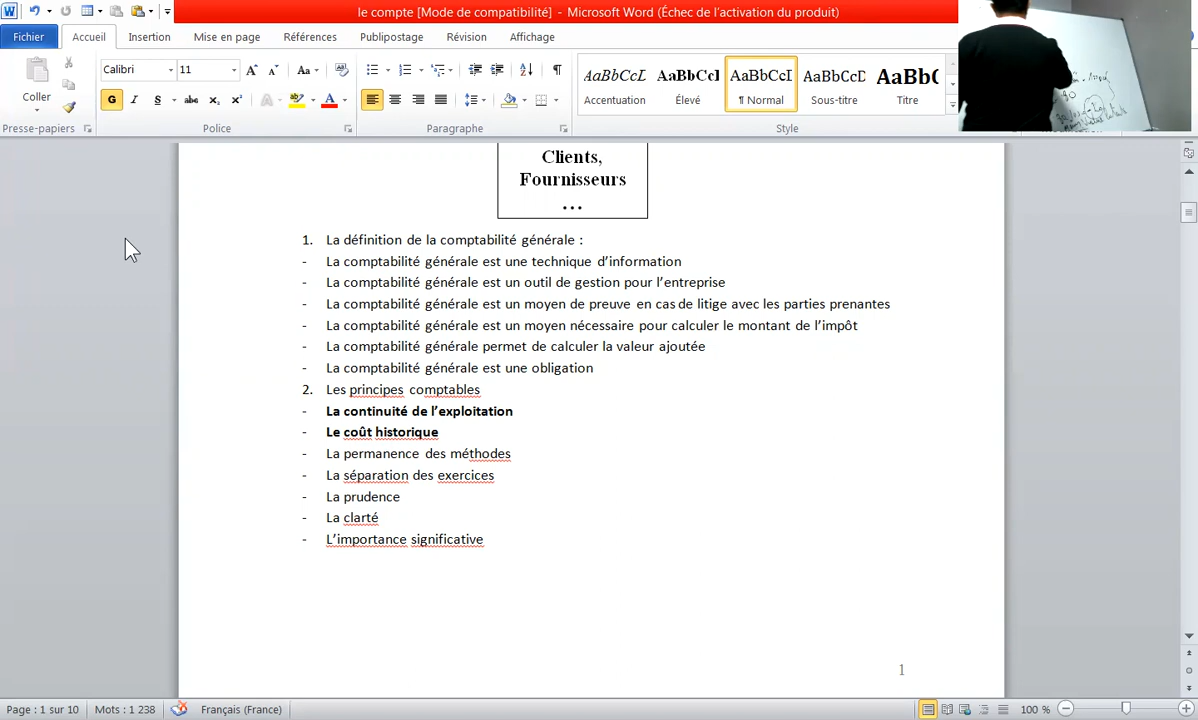 le compte [Mode de compatibilité] - Microsoft Word (Échec de l'activation du produit)
Fichier Accueil Insertion Mise en page Références Publipostage Révision Affichage
Coller
Calibri 11
AaBbCcL AaBbCcI AaBbCcI AaBbCcD AaBb(
Accentuation Élevé ¶ Normal Sous-titre Titre
Presse-papiers Police Paragraphe Style
Clients,
Fournisseurs
…
1. La définition de la comptabilité générale :
- La comptabilité générale est une technique d’information
- La comptabilité générale est un outil de gestion pour l’entreprise
- La comptabilité générale est un moyen de preuve en cas de litige avec les parties prenantes
- La comptabilité générale est un moyen nécessaire pour calculer le montant de l’impôt
- La comptabilité générale permet de calculer la valeur ajoutée
- La comptabilité générale est une obligation
2. Les principes comptables
- La continuité de l’exploitation
- Le coût historique
- La permanence des méthodes
- La séparation des exercices
- La prudence
- La clarté
- L’importance significative
1
Page : 1 sur 10 Mots : 1 238 Français (France) 100 %